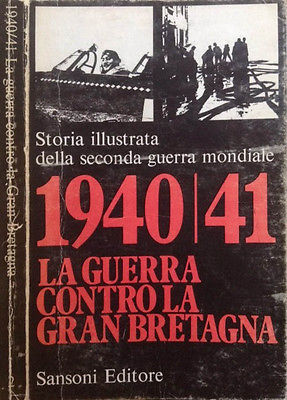 1940/41 La guerra contro la Gran Bretagna
Storia illustrata
della seconda guerra mondiale
1940|41
LA GUERRA
CONTRO LA
GRAN BRETAGNA
Sansoni Editore